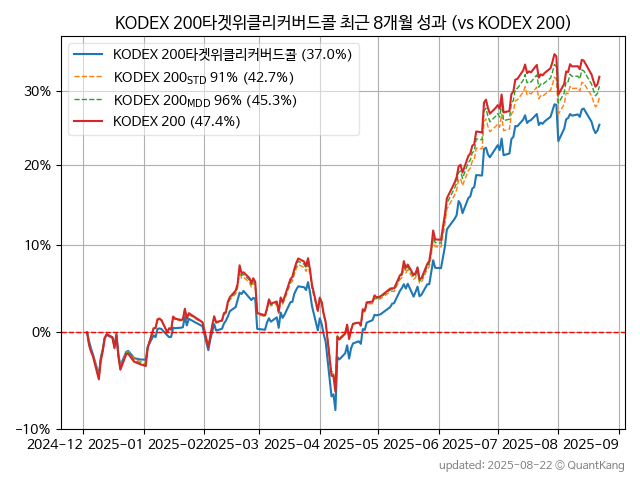 KODEX 200타겟위클리커버드콜 최근 8개월 성과 (vs KODEX 200)
KODEX 200타겟위클리커버드콜 (37.0%)
KODEX 200STD 91% (42.7%)
KODEX 200MDD 96% (45.3%)
KODEX 200 (47.4%)
30%
20%
10%
0%
−10%
2024-12 2025-01 2025-02 2025-03 2025-04 2025-05 2025-06 2025-07 2025-08 2025-09
updated: 2025-08-22 © QuantKang